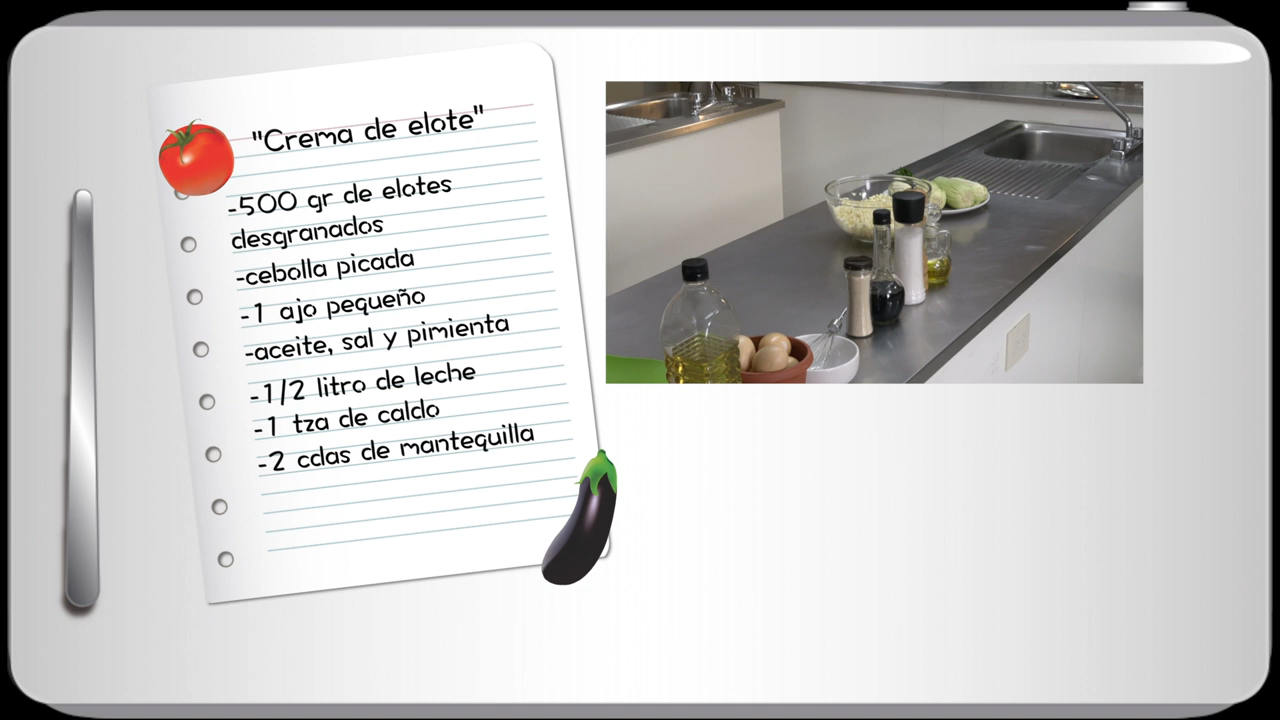 "Crema de elote"
-500 gr de elotes
desgranados
-cebolla picada
-1 ajo pequeño
-aceite, sal y pimienta
-1/2 litro de leche
-1 tza de caldo
-2 cdas de mantequilla